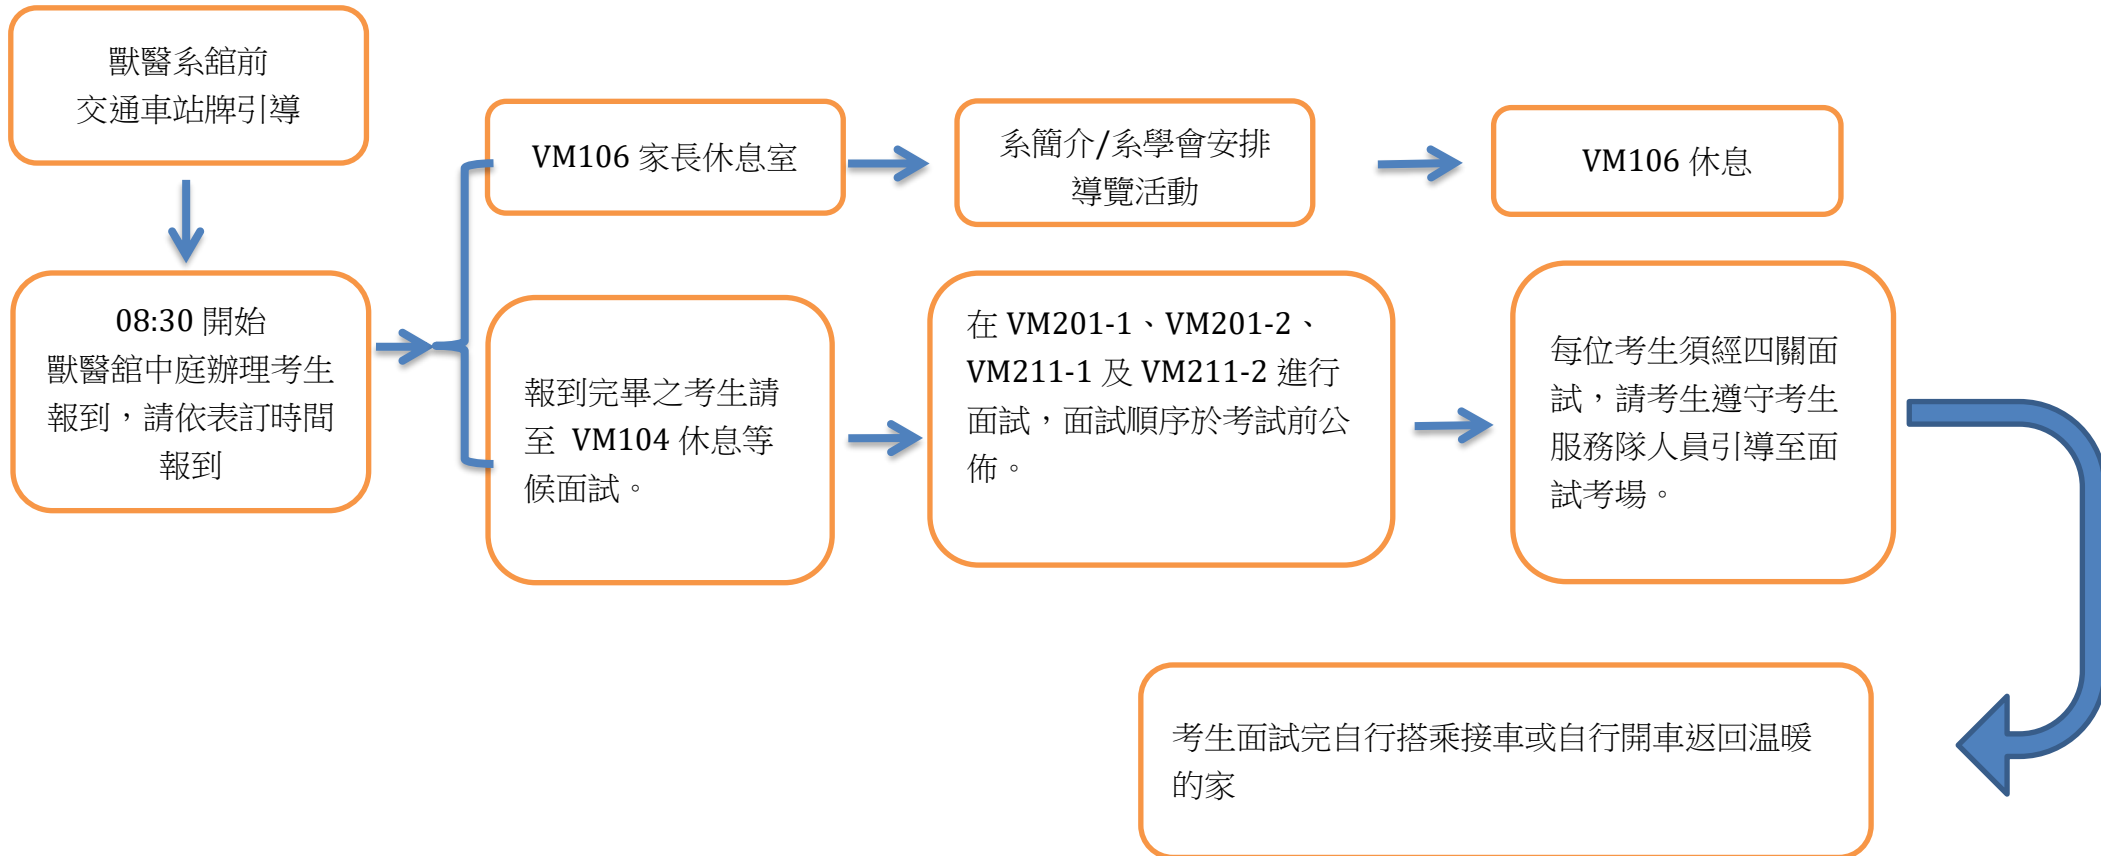 獸醫系舘前
交通車站牌引導
08:30 開始
獸醫舘中庭辦理考生
報到，請依表訂時間
報到
VM106 家長休息室
系簡介/系學會安排
導覽活動
VM106 休息
報到完畢之考生請
至 VM104 休息等
候面試。
在 VM201-1、VM201-2、
VM211-1 及 VM211-2 進行
面試，面試順序於考試前公
佈。
每位考生須經四關面
試，請考生遵守考生
服務隊人員引導至面
試考場。
考生面試完自行搭乘接車或自行開車返回温暖
的家